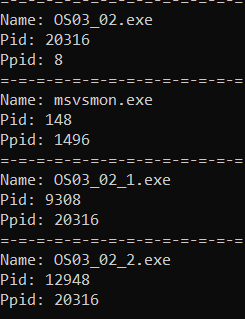 =-=-=-=-=-=-=-=-=-=-=-=
Name: OS03_02.exe
Pid: 20316
Ppid: 8
=-=-=-=-=-=-=-=-=-=-=-=
Name: msvsmon.exe
Pid: 148
Ppid: 1496
=-=-=-=-=-=-=-=-=-=-=-=
Name: OS03_02_1.exe
Pid: 9308
Ppid: 20316
=-=-=-=-=-=-=-=-=-=-=-=
Name: OS03_02_2.exe
Pid: 12948
Ppid: 20316